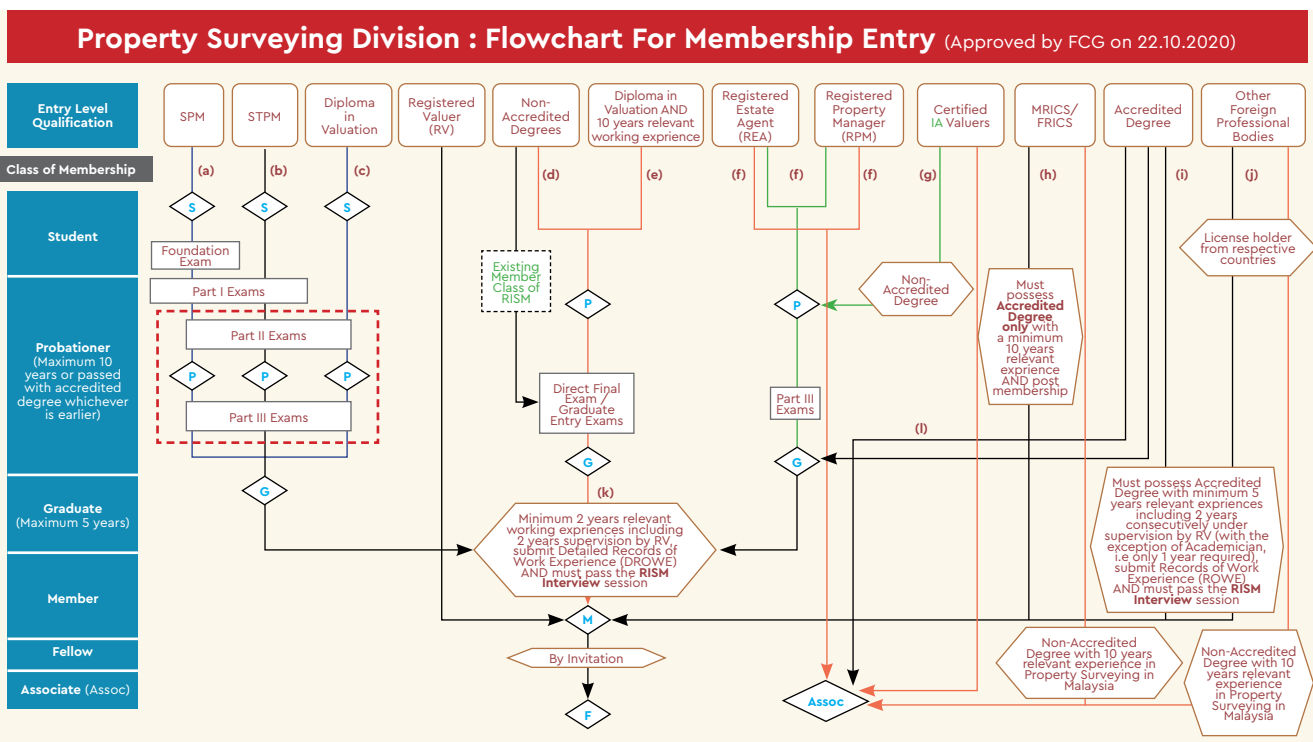 Property Surveying Division : Flowchart For Membership Entry (Approved by FCG on 22.10.2020)
Entry Level
Qualification
SPM
STPM
Diploma
in
Valuation
Registered
Valuer
(RV)
Non-
Accredited
Degrees
Diploma in
Valuation AND
10 years relevant
working exprience
Registered
Estate
Agent
(REA)
Registered
Property
Manager
(RPM)
Certified
IA Valuers
MRICS/
FRICS
Accredited
Degree
Other
Foreign
Professional
Bodies
Class of Membership
(a)
(b)
(c)
(d)
(e)
(f)
(f)
(f)
(g)
(h)
(i)
(j)
Student
S
S
S
Foundation
Exam
License holder
from respective
countries
Existing
Member
Class of
RISM
Non-
Accredited
Degree
Must
possess
Accredited
Degree
only with
a minimum
10 years
relevant
exprience
AND post
membership
Part I Exams
P
P
Probationer
(Maximum 10
years or passed
with accredited
degree whichever
is earlier)
Part II Exams
P
P
P
Part III Exams
Direct Final
Exam /
Graduate
Entry Exams
Part III
Exams
(l)
G
G
Graduate
(Maximum 5 years)
G
(k)
Minimum 2 years relevant
working expriences including
2 years supervision by RV,
submit Detailed Records of
Work Experience (DROWE)
AND must pass the RISM
Interview session
Must possess Accredited
Degree with minimum 5
years relevant expriences
including 2 years
consecutively under
supervision by RV (with the
exception of Academician,
i.e only 1 year required),
submit Records of Work
Experience (ROWE)
AND must pass the RISM
Interview session
Member
M
Fellow
By Invitation
Non-Accredited
Degree with 10 years
relevant experience in
Property Surveying in
Malaysia
Non-Accredited
Degree with 10
years relevant
experience
in Property
Surveying in
Malaysia
Associate (Assoc)
Assoc
F